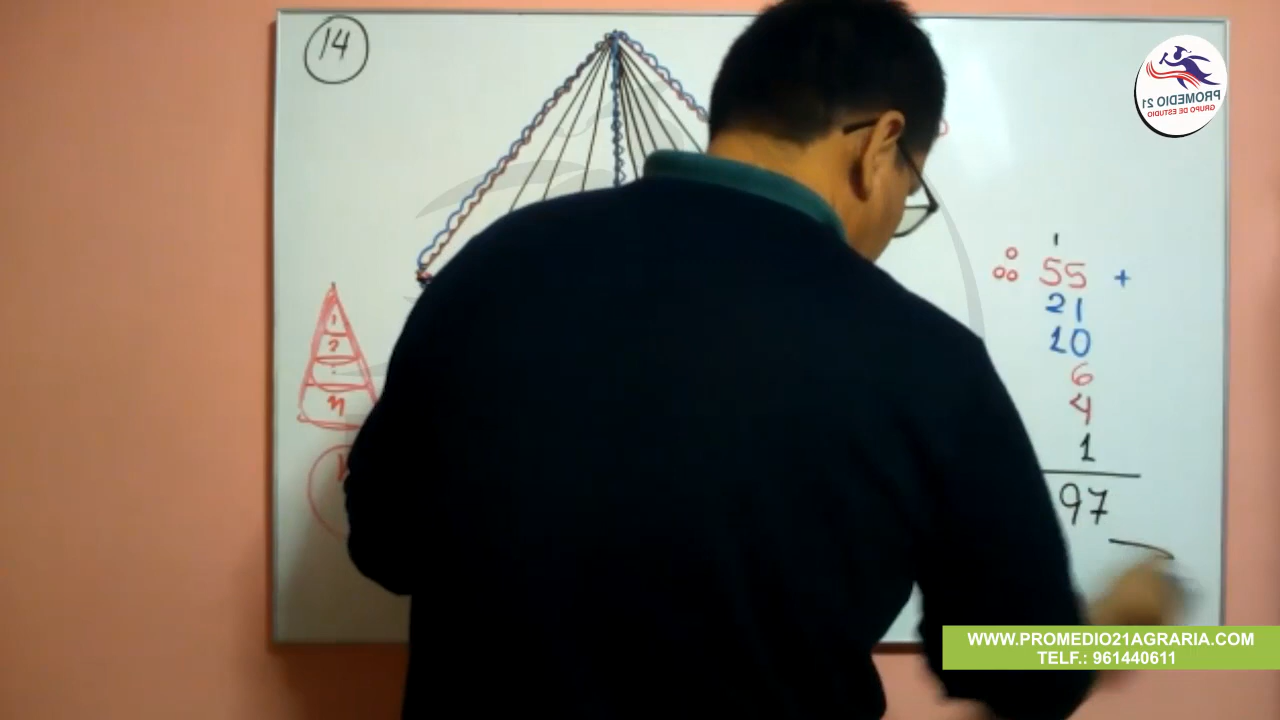 14
PROMEDIO 21
GRUPO DE ESTUDIO
1
55 +
21
10
6
4
1
97
1
2
n
WWW.PROMEDIO21AGRARIA.COM
TELF.: 961440611